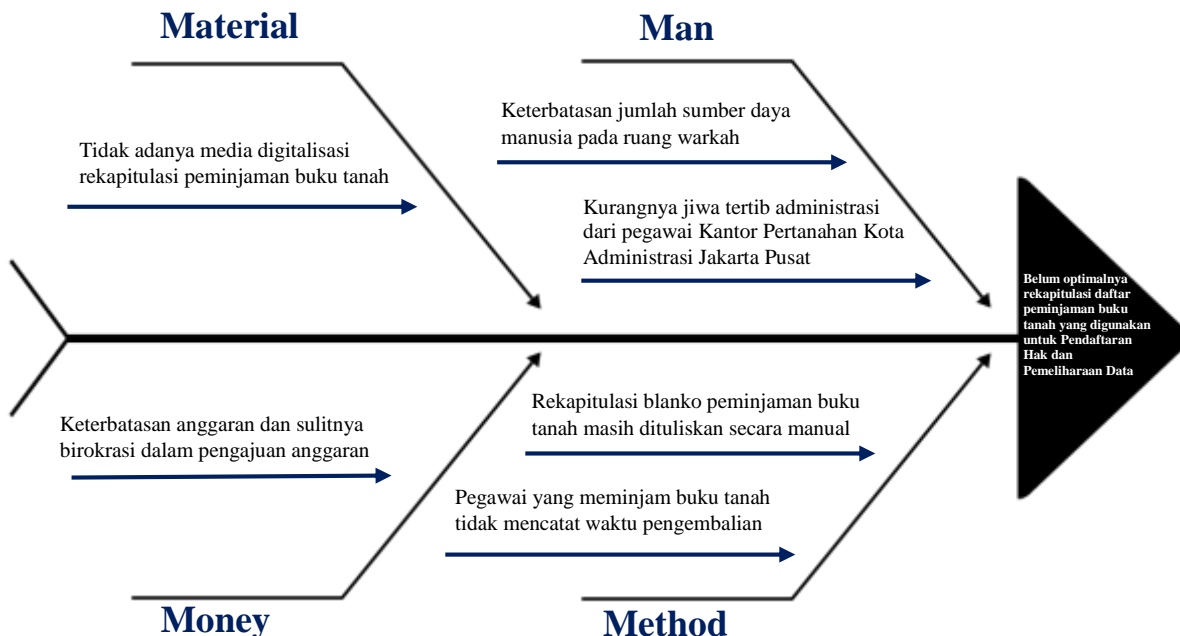 Material
Man
Keterbatasan jumlah sumber daya
manusia pada ruang warkah
Tidak adanya media digitalisasi
rekapitulasi peminjaman buku tanah
Kurangnya jiwa tertib administrasi
dari pegawai Kantor Pertanahan Kota
Administrasi Jakarta Pusat
Belum optimalnya
rekapitulasi daftar
peminjaman buku
tanah yang digunakan
untuk Pendaftaran
Hak dan
Pemeliharaan Data
Keterbatasan anggaran dan sulitnya
birokrasi dalam pengajuan anggaran
Rekapitulasi blanko peminjaman buku
tanah masih dituliskan secara manual
Pegawai yang meminjam buku tanah
tidak mencatat waktu pengembalian
Money
Method